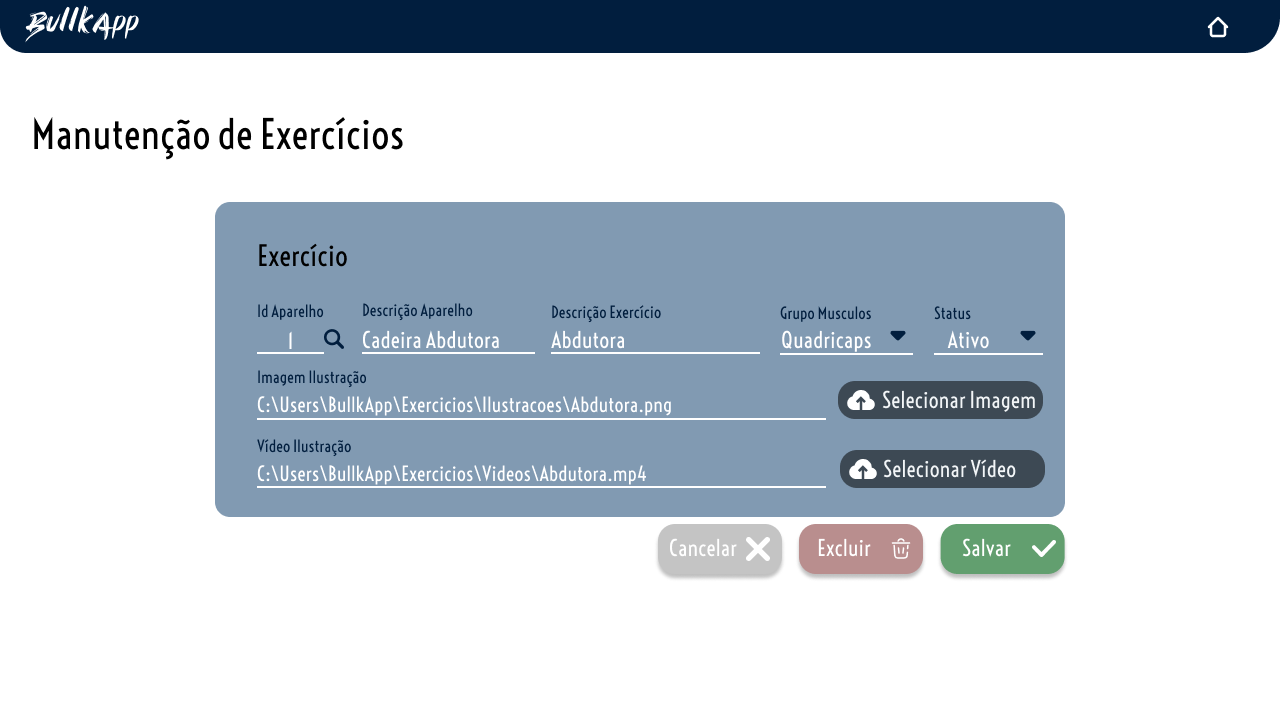 BullkApp
Manutenção de Exercícios
Exercício
Id Aparelho Descrição Aparelho Descrição Exercício Grupo Musculos Status
1 Cadeira Abdutora Abdutora Quadricaps Ativo
Imagem Ilustração
C:\Users\BullkApp\Exercicios\Ilustracoes\Abdutora.png Selecionar Imagem
Vídeo Ilustração
C:\Users\BullkApp\Exercicios\Videos\Abdutora.mp4 Selecionar Vídeo
Cancelar Excluir Salvar